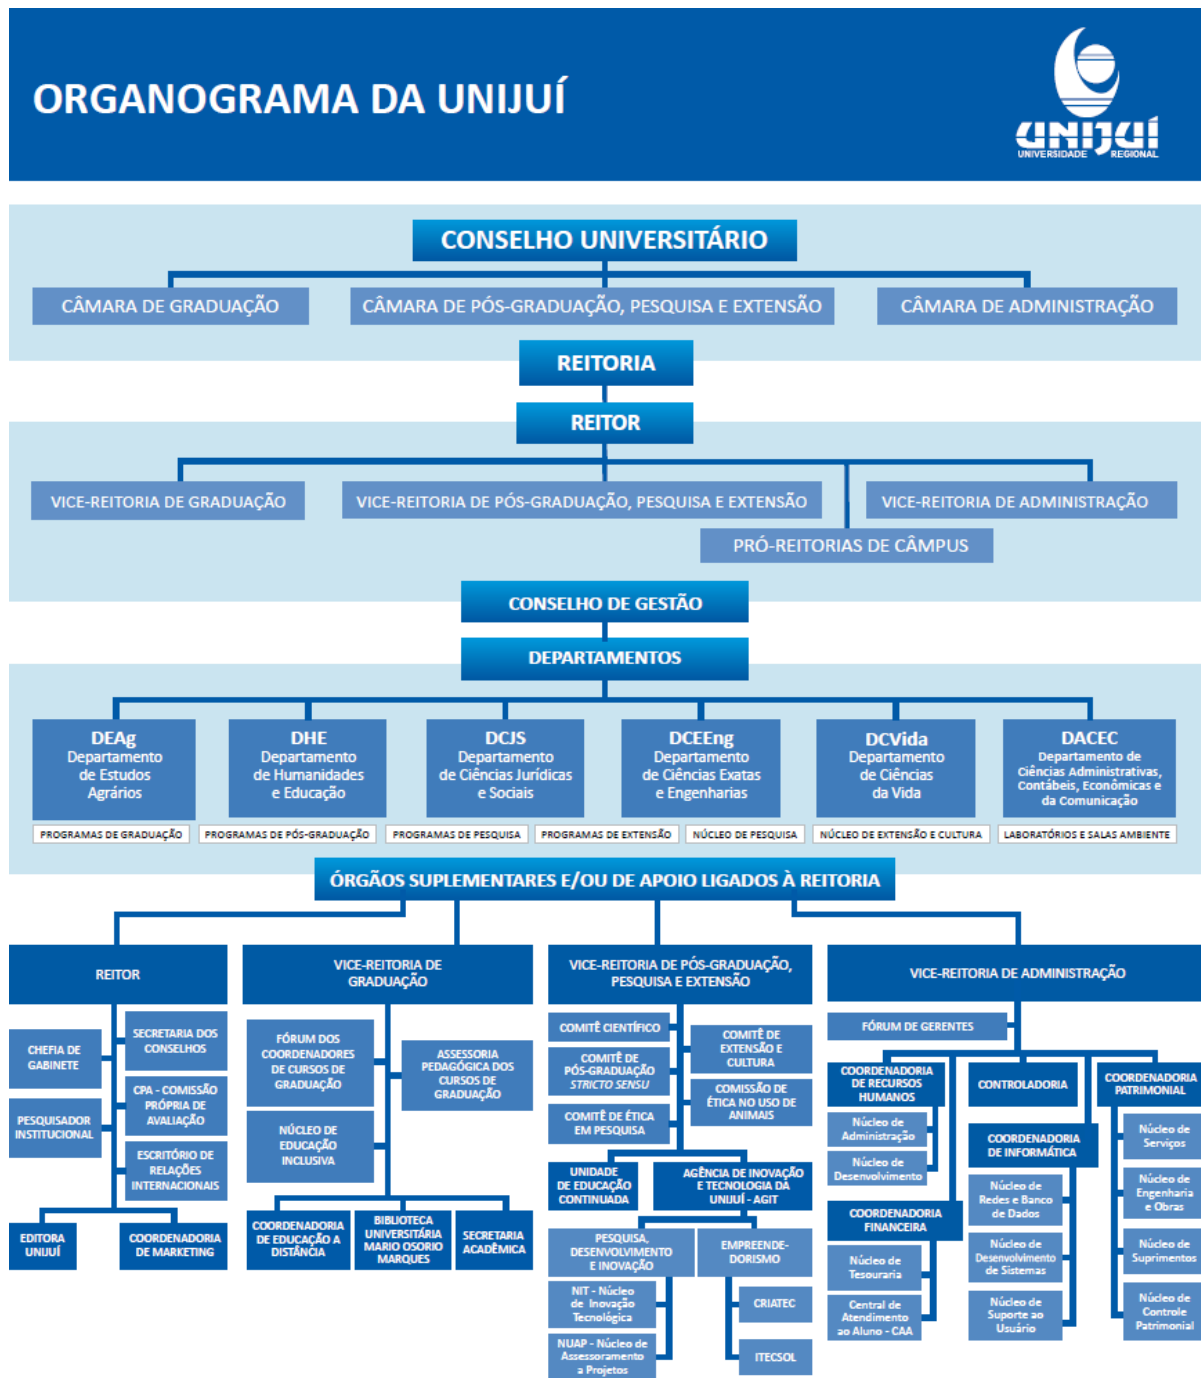 ORGANOGRAMA DA UNIJUÍ
UNIJUÍ
UNIVERSIDADE REGIONAL
CONSELHO UNIVERSITÁRIO
CÂMARA DE GRADUAÇÃO
CÂMARA DE PÓS-GRADUAÇÃO, PESQUISA E EXTENSÃO
CÂMARA DE ADMINISTRAÇÃO
REITORIA
REITOR
VICE-REITORIA DE GRADUAÇÃO
VICE-REITORIA DE PÓS-GRADUAÇÃO, PESQUISA E EXTENSÃO
VICE-REITORIA DE ADMINISTRAÇÃO
PRÓ-REITORIAS DE CÂMPUS
CONSELHO DE GESTÃO
DEPARTAMENTOS
DEAg
Departamento
de Estudos
Agrários
DHE
Departamento
de Humanidades
e Educação
DCJS
Departamento
de Ciências Jurídicas
e Sociais
DCEEng
Departamento
de Ciências Exatas
e Engenharias
DCVida
Departamento
de Ciências
da Vida
DACEC
Departamento de
Ciências Administrativas,
Contábeis, Econômicas e
da Comunicação
PROGRAMAS DE GRADUAÇÃO
PROGRAMAS DE PÓS-GRADUAÇÃO
PROGRAMAS DE PESQUISA
PROGRAMAS DE EXTENSÃO
NÚCLEO DE PESQUISA
NÚCLEO DE EXTENSÃO E CULTURA
LABORATÓRIOS E SALAS AMBIENTE
ÓRGÃOS SUPLEMENTARES E/OU DE APOIO LIGADOS À REITORIA
REITOR
CHEFIA DE
GABINETE
SECRETARIA DOS
CONSELHOS
PESQUISADOR
INSTITUCIONAL
CPA - COMISSÃO
PRÓPRIA DE
AVALIAÇÃO
ESCRITÓRIO DE
RELAÇÕES
INTERNACIONAIS
EDITORA
UNIJUÍ
COORDENADORIA
DE MARKETING
VICE-REITORIA DE
GRADUAÇÃO
FÓRUM DOS
COORDENADORES
DE CURSOS DE
GRADUAÇÃO
ASSESSORIA
PEDAGÓGICA DOS
CURSOS DE
GRADUAÇÃO
NÚCLEO DE
EDUCAÇÃO
INCLUSIVA
COORDENADORIA
DE EDUCAÇÃO A
DISTÂNCIA
BIBLIOTECA
UNIVERSITÁRIA
MARIO OSORIO
MARQUES
SECRETARIA
ACADÊMICA
VICE-REITORIA DE PÓS-GRADUAÇÃO,
PESQUISA E EXTENSÃO
COMITÊ CIENTÍFICO
COMITÊ DE
EXTENSÃO E
CULTURA
COMITÊ DE
PÓS-GRADUAÇÃO
STRICTO SENSU
COMISSÃO DE
ÉTICA NO USO DE
ANIMAIS
COMITÊ DE ÉTICA
EM PESQUISA
UNIDADE
DE EDUCAÇÃO
CONTINUADA
AGÊNCIA DE INOVAÇÃO
E TECNOLOGIA DA
UNIJUÍ - AGIT
PESQUISA,
DESENVOLVIMENTO
E INOVAÇÃO
EMPREENDE-
DORISMO
NIT - Núcleo
de Inovação
Tecnológica
CRIATEC
NUAP - Núcleo de
Assessoramento
a Projetos
ITECSOL
VICE-REITORIA DE ADMINISTRAÇÃO
FÓRUM DE GERENTES
COORDENADORIA
DE RECURSOS
HUMANOS
Núcleo de
Administração
Núcleo de
Desenvolvimento
COORDENADORIA
FINANCEIRA
Núcleo de
Tesouraria
Central de
Atendimento
ao Aluno - CAA
CONTROLADORIA
COORDENADORIA
DE INFORMÁTICA
Núcleo de
Redes e Banco
de Dados
Núcleo de
Desenvolvimento
de Sistemas
Núcleo de
Suporte ao
Usuário
COORDENADORIA
PATRIMONIAL
Núcleo de
Serviços
Núcleo de
Engenharia
e Obras
Núcleo de
Suprimentos
Núcleo de
Controle
Patrimonial